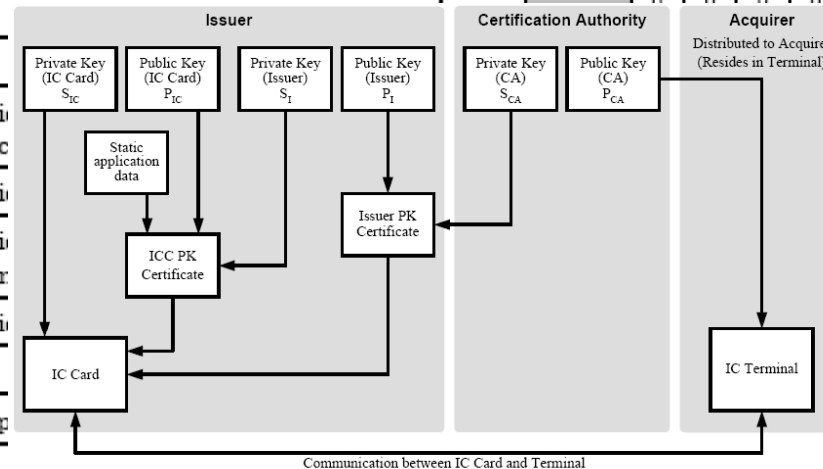 Issuer
Certification Authority
Acquirer
Distributed to Acquire
(Resides in Terminal)
Private Key
(IC Card)
S_IC
Public Key
(IC Card)
P_IC
Private Key
(Issuer)
S_I
Public Key
(Issuer)
P_I
Private Key
(CA)
S_CA
Public Key
(CA)
P_CA
Static
application
data
Issuer PK
Certificate
ICC PK
Certificate
IC Card
IC Terminal
Communication between IC Card and Terminal